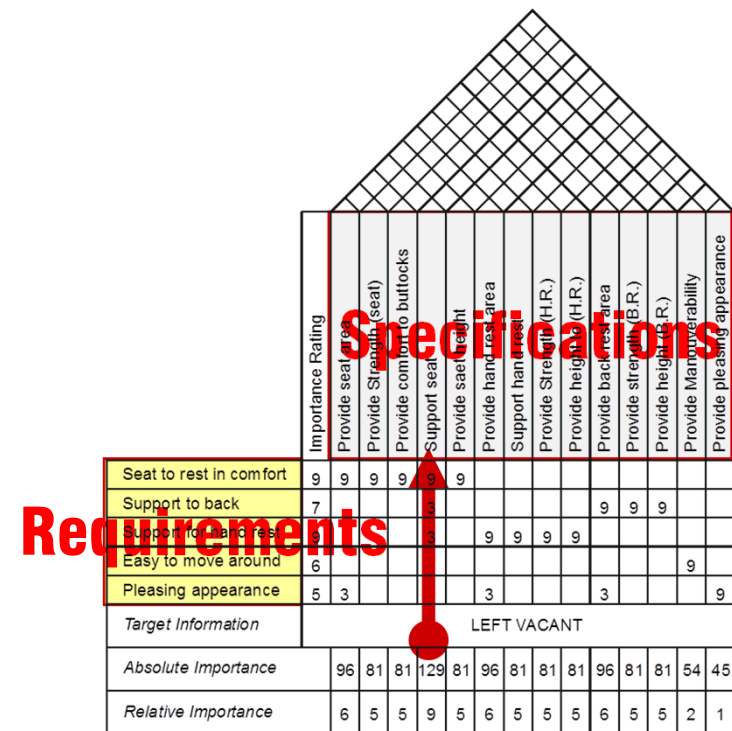 Importance Rating
Provide seat area
Provide Strength (seat)
Provide comfort to buttocks
Support seat
Provide saet height
Provide hand rest area
Support hand rest
Provide Strength (H.R.)
Provide height to (H.R.)
Provide back rest area
Provide strength (B.R.)
Provide height (B.R.)
Provide Manouverability
Provide pleasing appearance
Specifications
Seat to rest in comfort 9 9 9 9 9 9
Support to back 7 3 9 9 9
Requirements
Support for hand rest 9 3 9 9 9 9
Easy to move around 6 9
Pleasing appearance 5 3 3 3 9
Target Information LEFT VACANT
Absolute Importance 96 81 81 129 81 96 81 81 81 96 81 81 54 45
Relative Importance 6 5 5 9 5 6 5 5 5 6 5 5 2 1